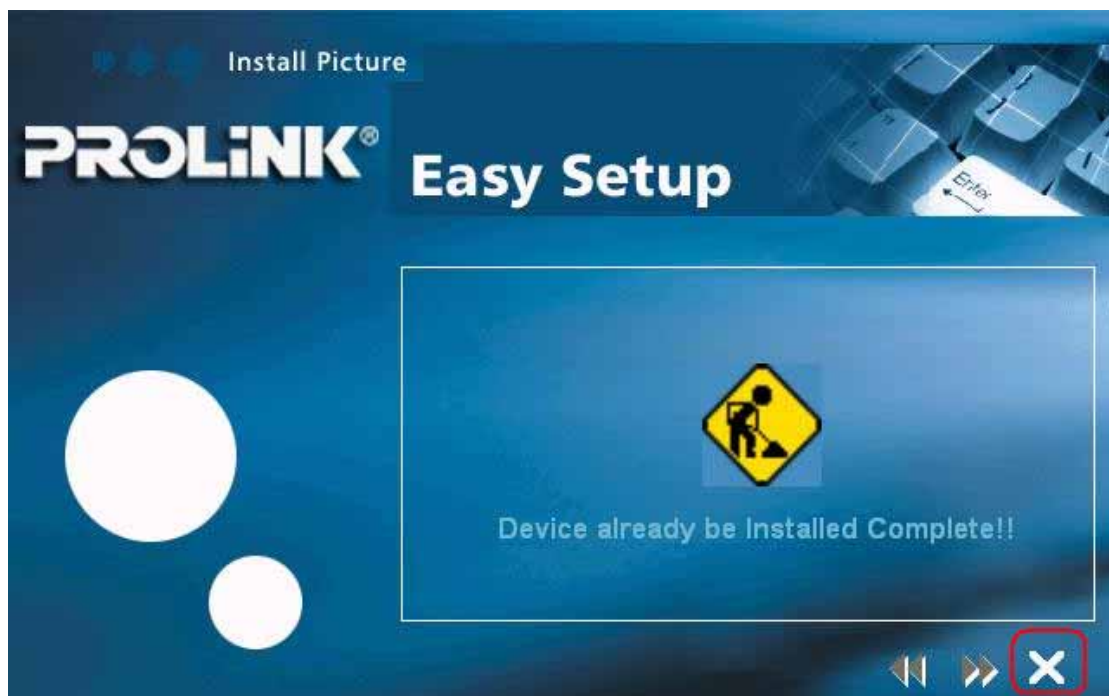 Install Picture
PROLiNK®
Easy Setup
Enter
Device already be Installed Complete!!